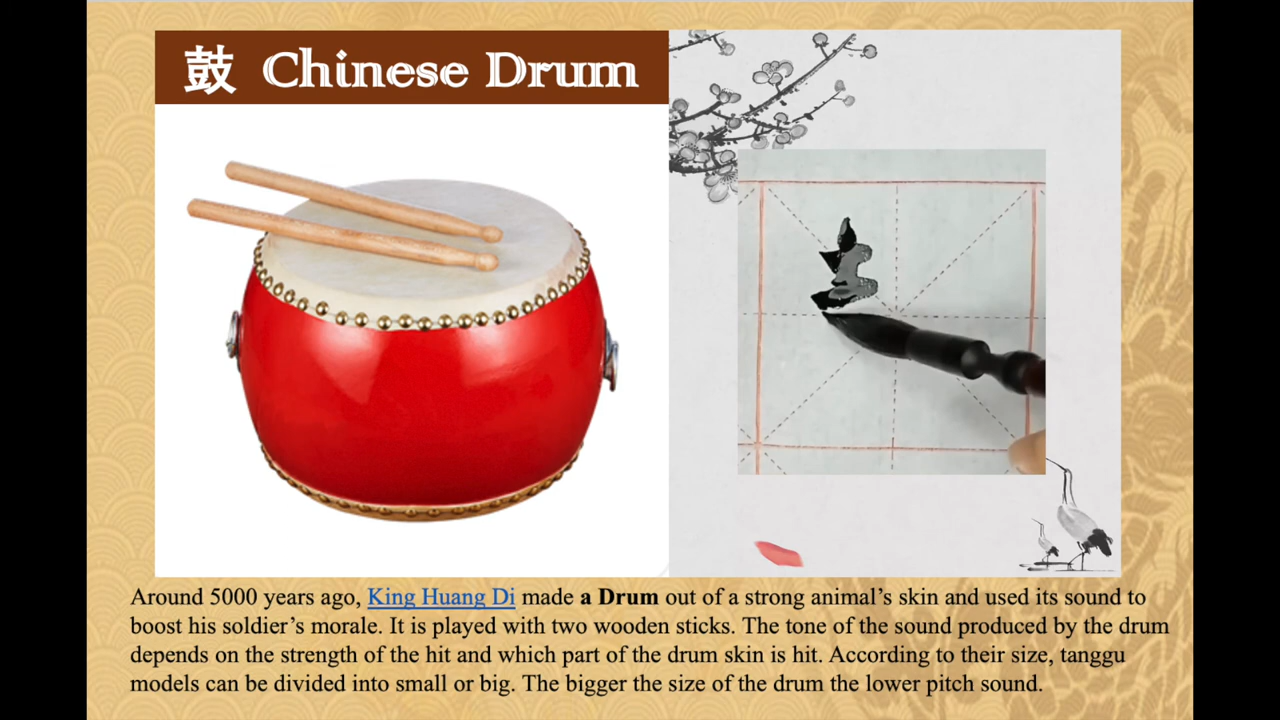 鼓 Chinese Drum
Around 5000 years ago, King Huang Di made a Drum out of a strong animal’s skin and used its sound to
boost his soldier’s morale. It is played with two wooden sticks. The tone of the sound produced by the drum
depends on the strength of the hit and which part of the drum skin is hit. According to their size, tanggu
models can be divided into small or big. The bigger the size of the drum the lower pitch sound.